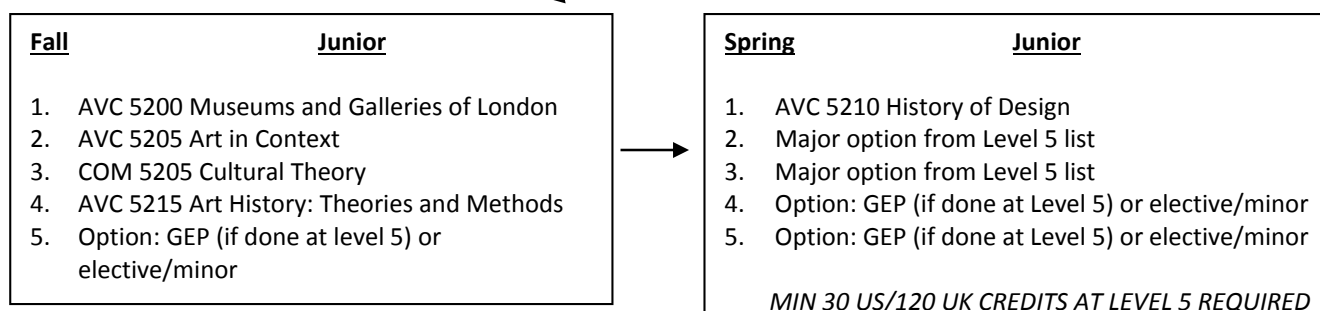 Fall Junior
1. AVC 5200 Museums and Galleries of London
2. AVC 5205 Art in Context
3. COM 5205 Cultural Theory
4. AVC 5215 Art History: Theories and Methods
5. Option: GEP (if done at level 5) or
elective/minor
Spring Junior
1. AVC 5210 History of Design
2. Major option from Level 5 list
3. Major option from Level 5 list
4. Option: GEP (if done at Level 5) or elective/minor
5. Option: GEP (if done at Level 5) or elective/minor
MIN 30 US/120 UK CREDITS AT LEVEL 5 REQUIRED